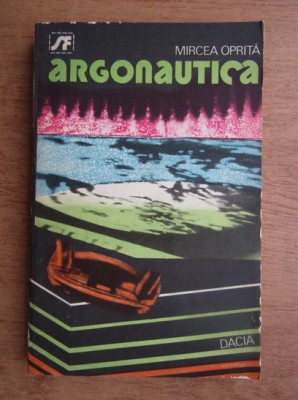 SF
MIRCEA OPRIȚĂ
ARGONAUTICA
DACIA